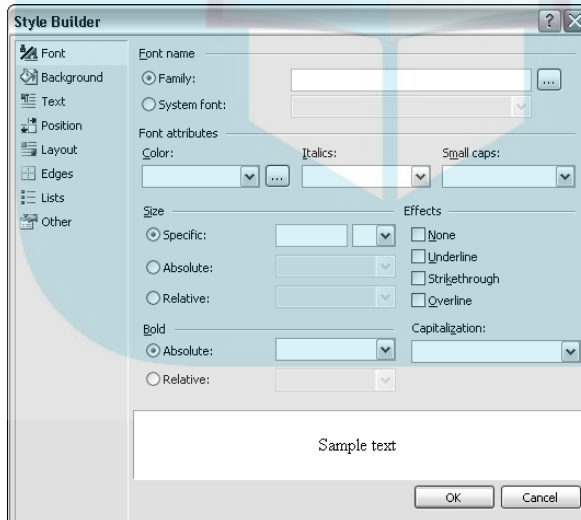 Style Builder
Font
Background
Text
Position
Layout
Edges
Lists
Other
Font name
Family:
...
System font:
Font attributes
Color:
Italics:
Small caps:
...
Size
Effects
Specific:
None
Underline
Absolute:
Strikethrough
Relative:
Overline
Bold
Capitalization:
Absolute:
Relative:
Sample text
OK
Cancel